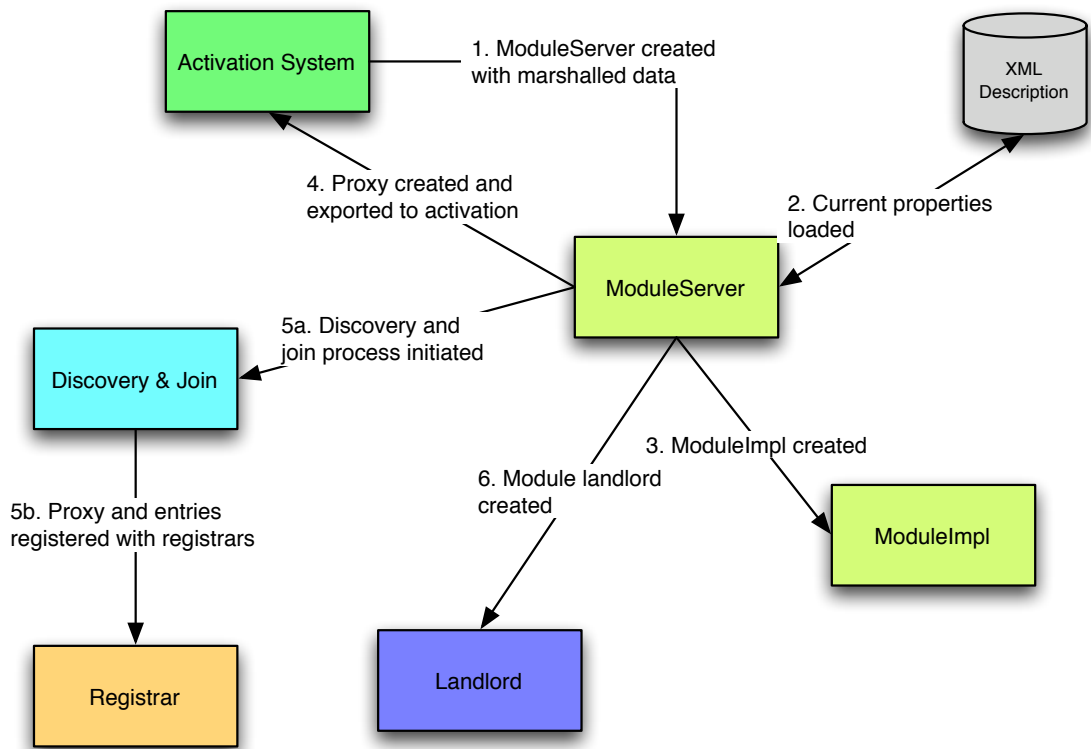 Activation System
1. ModuleServer created
with marshalled data
XML
Description
4. Proxy created and
exported to activation
2. Current properties
loaded
ModuleServer
5a. Discovery and
join process initiated
Discovery & Join
3. ModuleImpl created
6. Module landlord
created
5b. Proxy and entries
registered with registrars
ModuleImpl
Registrar
Landlord